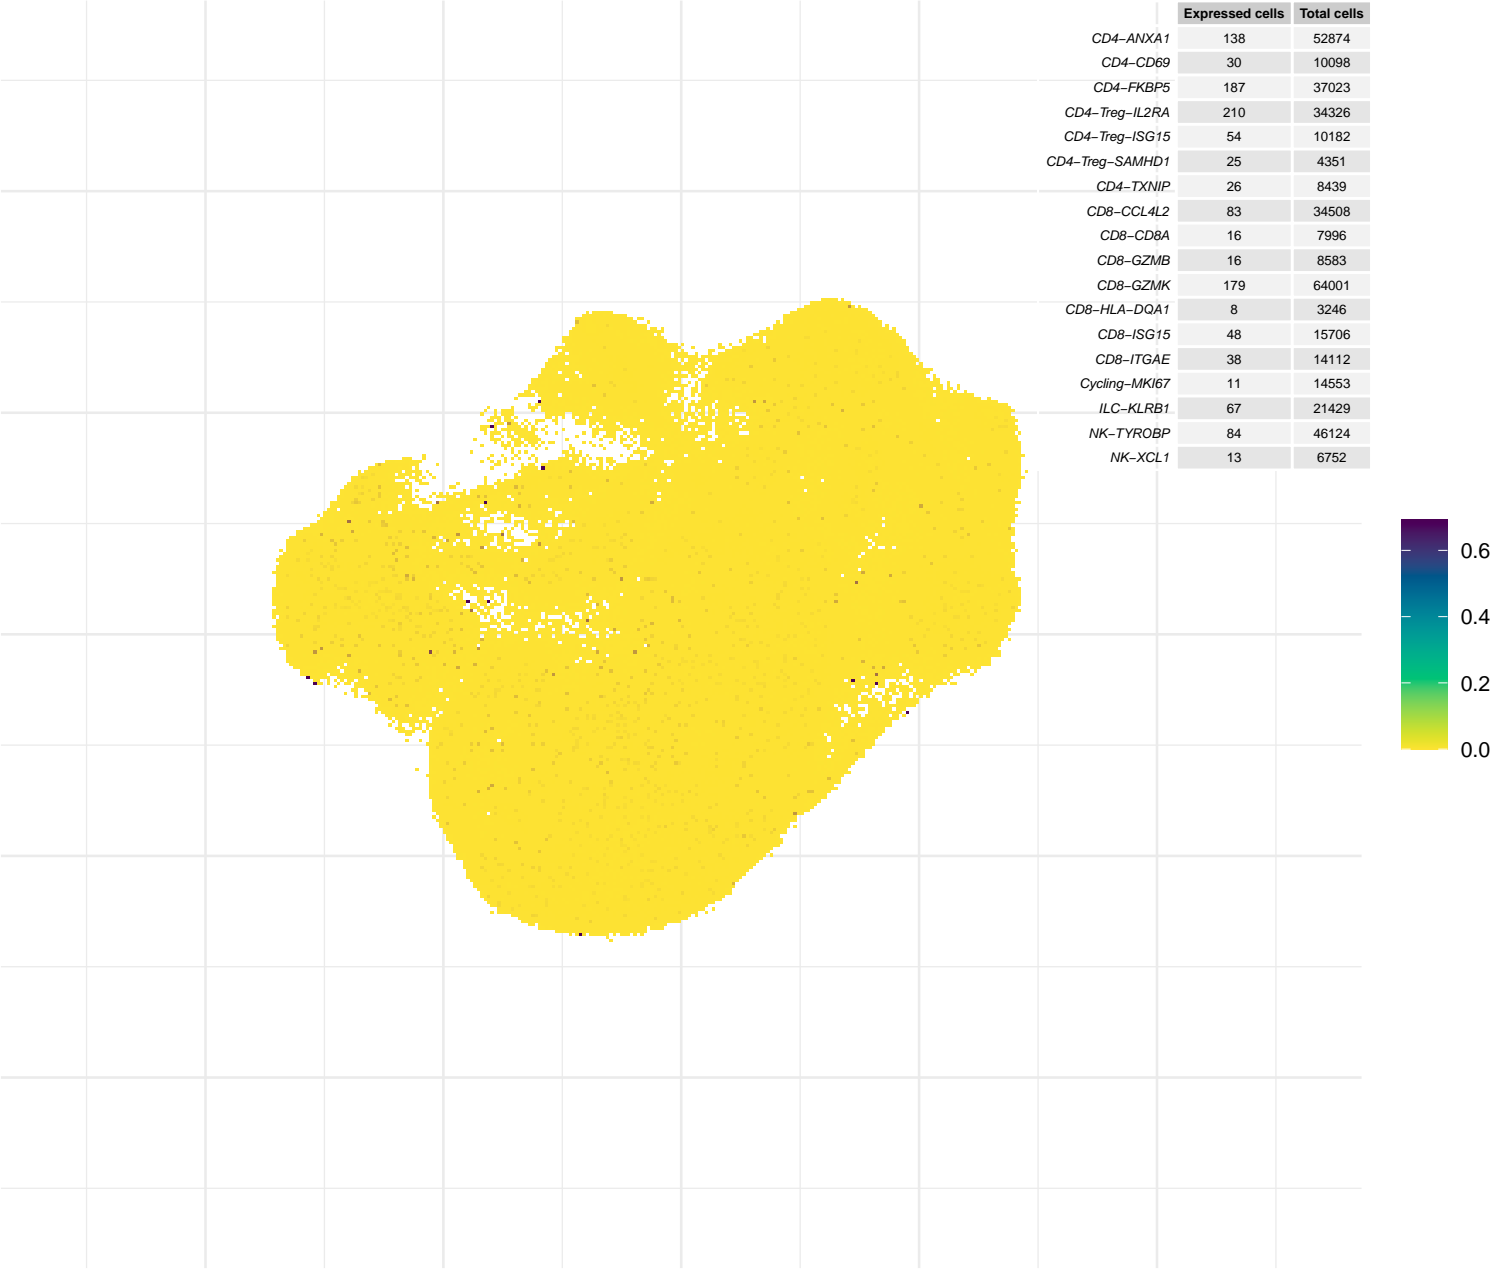 Expressed cells Total cells
CD4−ANXA1 138 52874
CD4−CD69 30 10098
CD4−FKBP5 187 37023
CD4−Treg−IL2RA 210 34326
CD4−Treg−ISG15 54 10182
CD4−Treg−SAMHD1 25 4351
CD4−TXNIP 26 8439
CD8−CCL4L2 83 34508
CD8−CD8A 16 7996
CD8−GZMB 16 8583
CD8−GZMK 179 64001
CD8−HLA−DQA1 8 3246
CD8−ISG15 48 15706
CD8−ITGAE 38 14112
Cycling−MKI67 11 14553
ILC−KLRB1 67 21429
NK−TYROBP 84 46124
NK−XCL1 13 6752
0.6
0.4
0.2
0.0